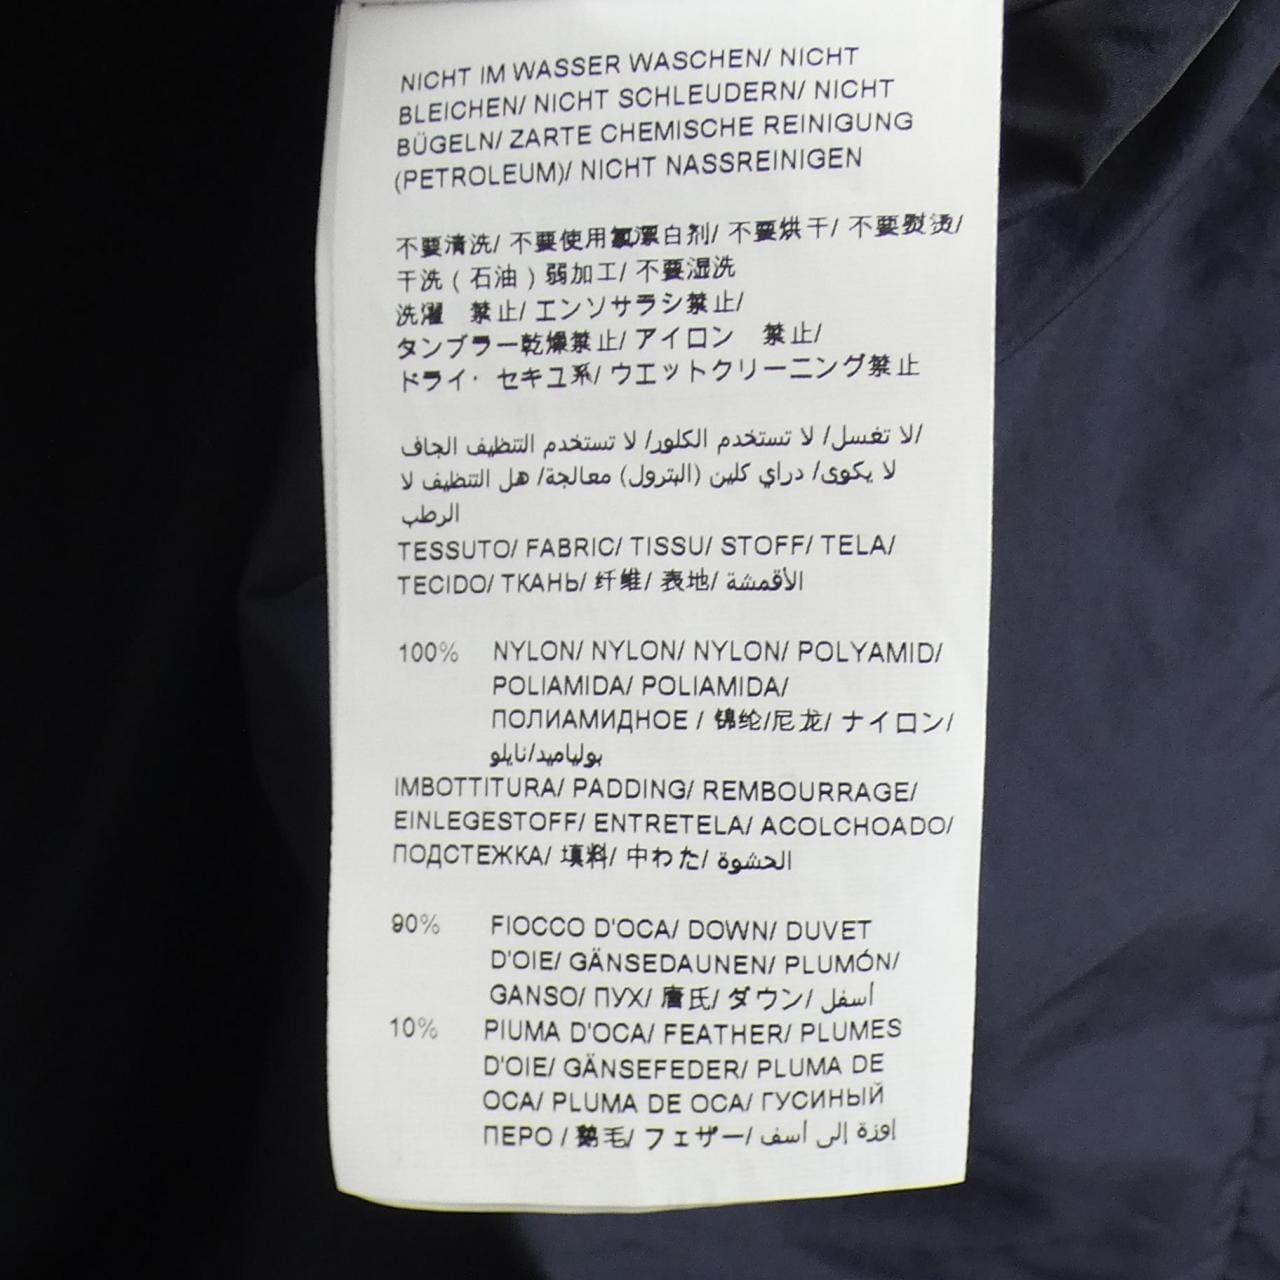 NICHT IM WASSER WASCHEN/ NICHT
BLEICHEN/ NICHT SCHLEUDERN/ NICHT
BÜGELN/ ZARTE CHEMISCHE REINIGUNG
(PETROLEUM)/ NICHT NASSREINIGEN
不要清洗/ 不要使用氯漂白剂/ 不要烘干/ 不要熨烫/
干洗（石油）弱加工/ 不要湿洗
洗濯　禁止/ エンソサラシ禁止/
タンブラー乾燥禁止/ アイロン　禁止/
ドライ・セキユ系/ ウエットクリーニング禁止
لا تغسل/ لا تستخدم الكلور/ لا تستخدم التنظيف الجاف/
لا يكوى/ دراي كلين (البترول) معالجة/ هل التنظيف لا
الرطب
TESSUTO/ FABRIC/ TISSU/ STOFF/ TELA/
TECIDO/ ТКАНЬ/ 纤维/ 表地/ الأقمشة
100% NYLON/ NYLON/ NYLON/ POLYAMID/
POLIAMIDA/ POLIAMIDA/
ПОЛИАМИДНОЕ / 锦纶/尼龙/ ナイロン/
بولياميد/نايلو
IMBOTTITURA/ PADDING/ REMBOURRAGE/
EINLEGESTOFF/ ENTRETELA/ ACOLCHOADO/
ПОДСТЕЖКА/ 填料/ 中わた/ الحشوة
90% FIOCCO D'OCA/ DOWN/ DUVET
D'OIE/ GÄNSEDAUNEN/ PLUMÓN/
GANSO/ ПУХ/ 唐氏/ ダウン/ أسفل
10% PIUMA D'OCA/ FEATHER/ PLUMES
D'OIE/ GÄNSEFEDER/ PLUMA DE
OCA/ PLUMA DE OCA/ ГУСИНЫЙ
ПЕРО / 鹅毛/ フェザー/ إوزة إلى أسف